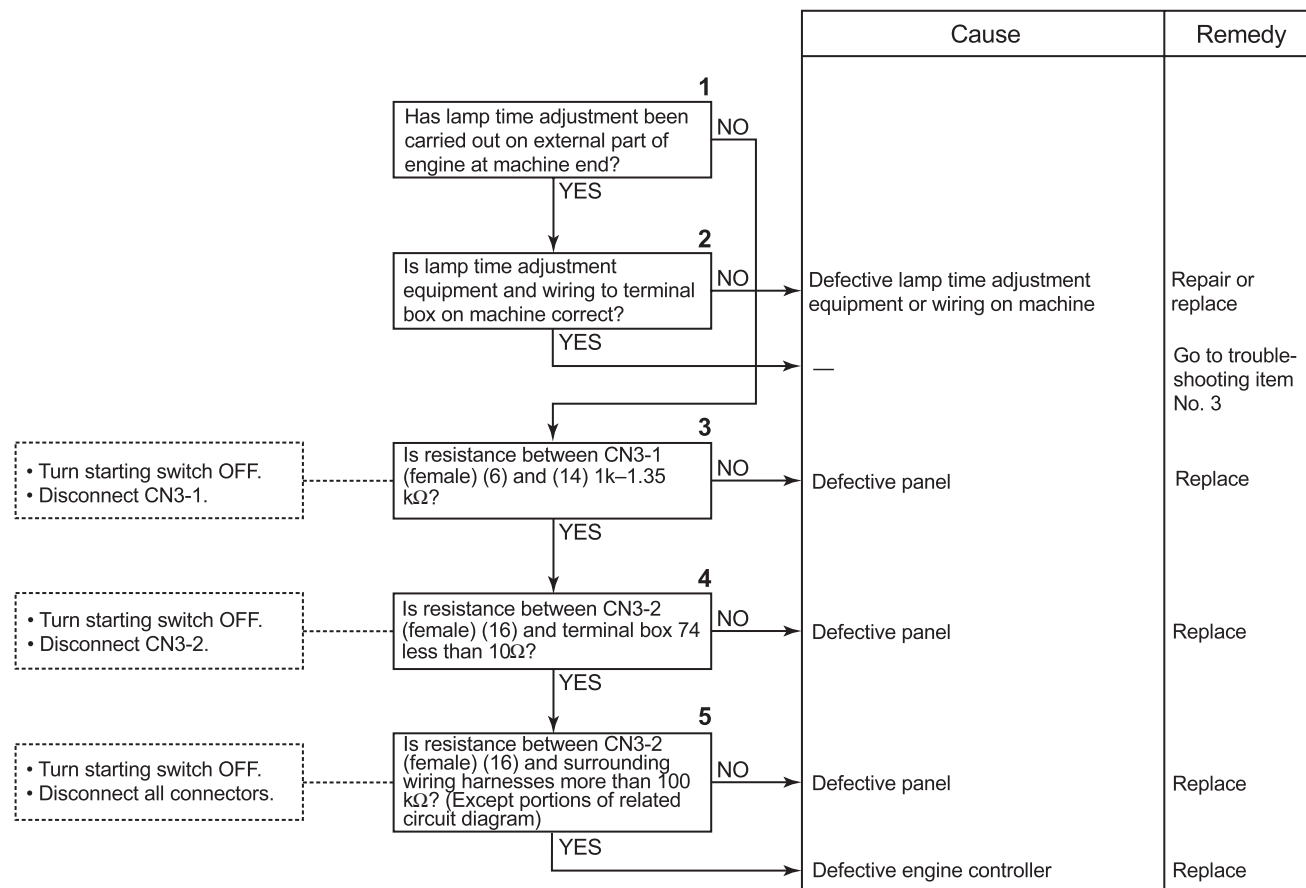 Cause
Remedy
1
Has lamp time adjustment been
carried out on external part of
engine at machine end?
NO
YES
2
Is lamp time adjustment
equipment and wiring to terminal
box on machine correct?
NO
Defective lamp time adjustment
equipment or wiring on machine
Repair or
replace
YES
—
Go to trouble-
shooting item
No. 3
3
• Turn starting switch OFF.
• Disconnect CN3-1.
Is resistance between CN3-1
(female) (6) and (14) 1k–1.35
kΩ?
NO
Defective panel
Replace
YES
4
• Turn starting switch OFF.
• Disconnect CN3-2.
Is resistance between CN3-2
(female) (16) and terminal box 74
less than 10Ω?
NO
Defective panel
Replace
YES
5
• Turn starting switch OFF.
• Disconnect all connectors.
Is resistance between CN3-2
(female) (16) and surrounding
wiring harnesses more than 100
kΩ? (Except portions of related
circuit diagram)
NO
Defective panel
Replace
YES
Defective engine controller
Replace